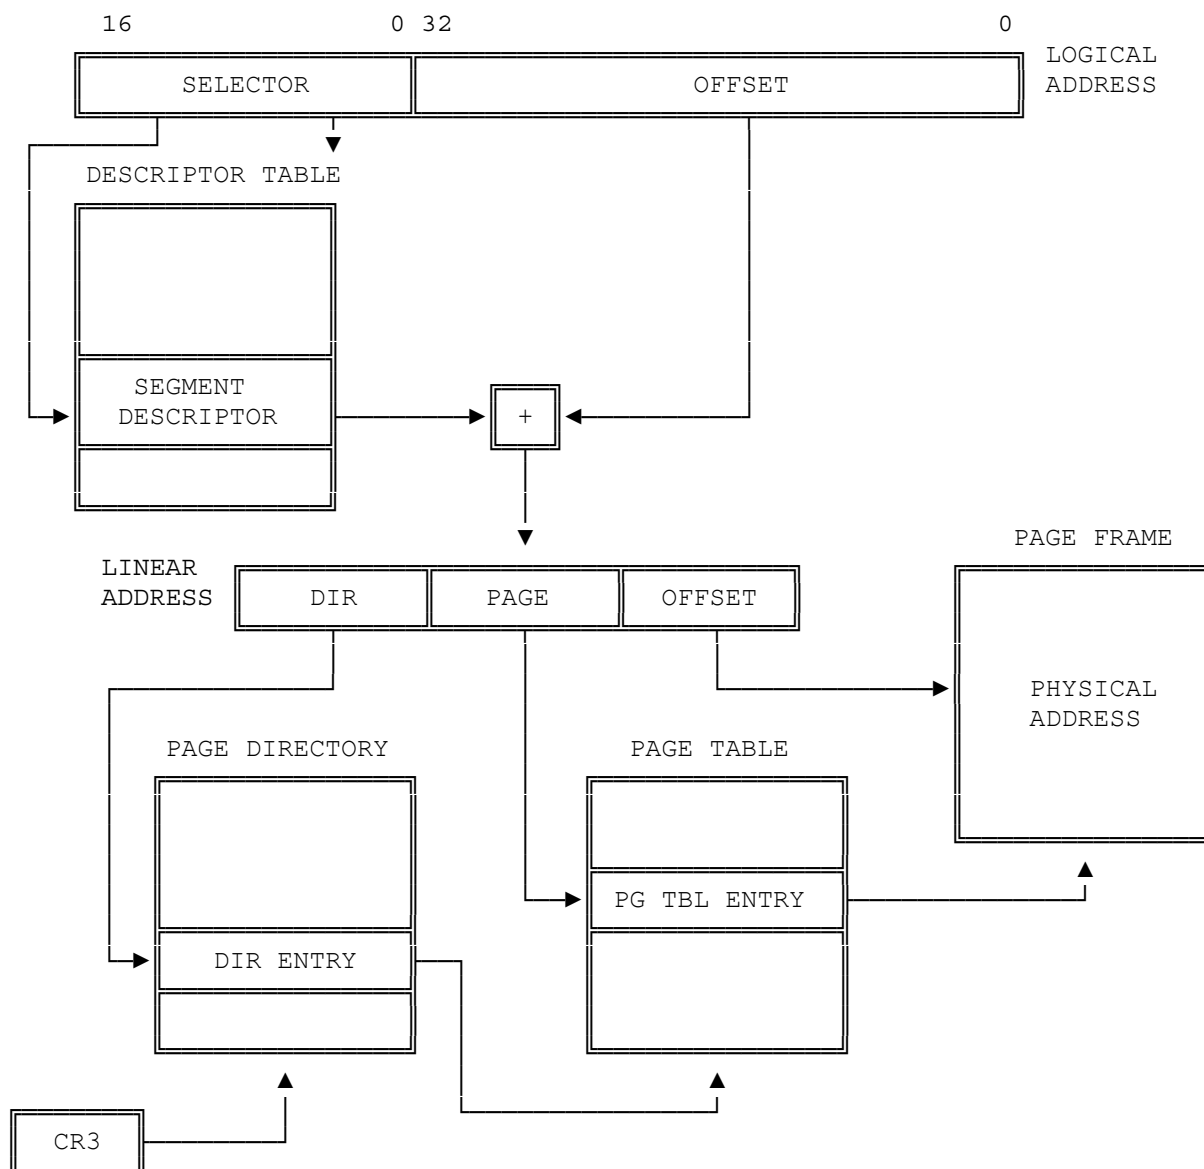 16 0 32 0
LOGICAL
ADDRESS
SELECTOR OFFSET
DESCRIPTOR TABLE
SEGMENT
DESCRIPTOR
+
PAGE FRAME
LINEAR
ADDRESS
DIR PAGE OFFSET
PHYSICAL
ADDRESS
PAGE DIRECTORY PAGE TABLE
PG TBL ENTRY
DIR ENTRY
CR3